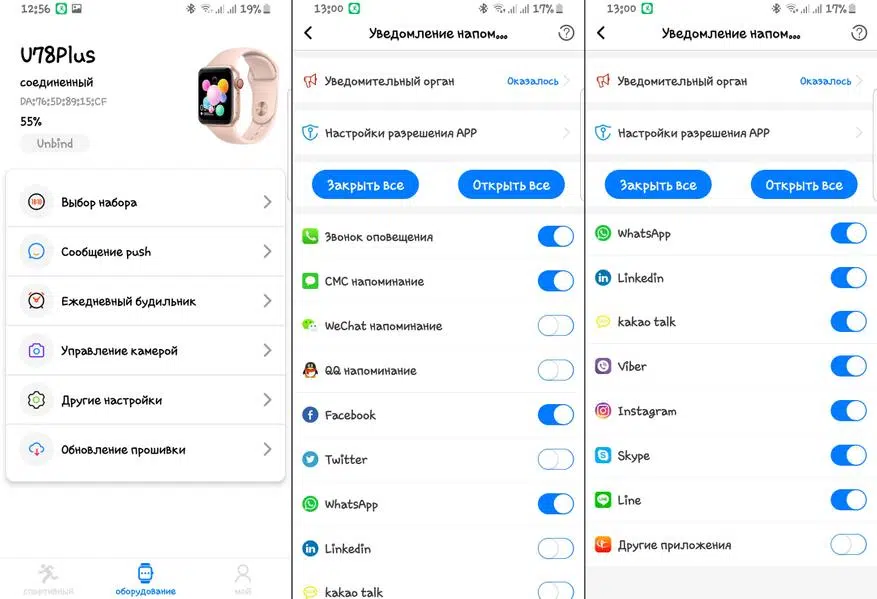 12:56
19%
U78Plus
соединенный
DA:76:5D:89:15:CF
55%
Unbind
Выбор набора
Сообщение push
Ежедневный будильник
Управление камерой
Другие настройки
Обновление прошивки
спортивный
оборудование
мой
13:00
17%
Уведомление напом...
Уведомительный орган
Оказалось
Настройки разрешения APP
Закрыть все
Открыть все
Звонок оповещения
СМС напоминание
WeChat напоминание
QQ напоминание
Facebook
Twitter
WhatsApp
Linkedin
kakao talk
13:00
17%
Уведомление напом...
Уведомительный орган
Оказалось
Настройки разрешения APP
Закрыть все
Открыть все
WhatsApp
Linkedin
kakao talk
Viber
Instagram
Skype
Line
Другие приложения